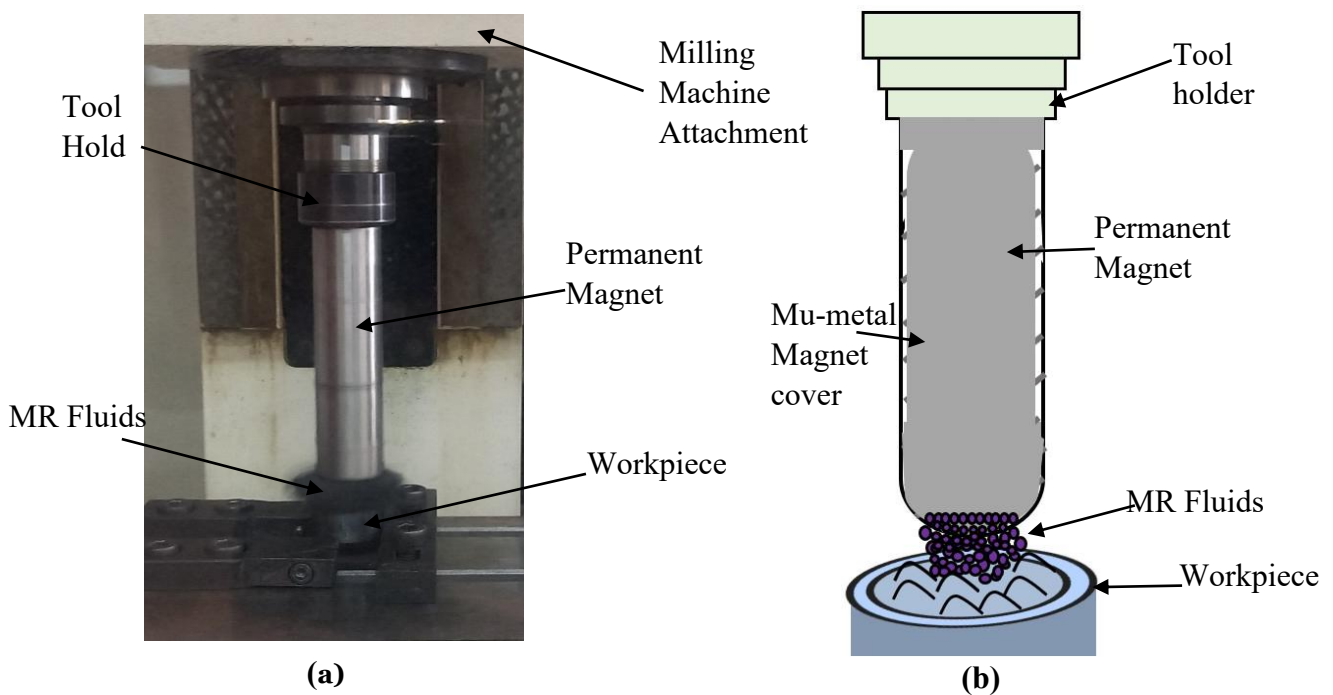 Milling
Machine
Attachment
Tool
Hold
Permanent
Magnet
MR Fluids
Workpiece
(a)
Tool
holder
Permanent
Magnet
Mu-metal
Magnet
cover
MR Fluids
Workpiece
(b)